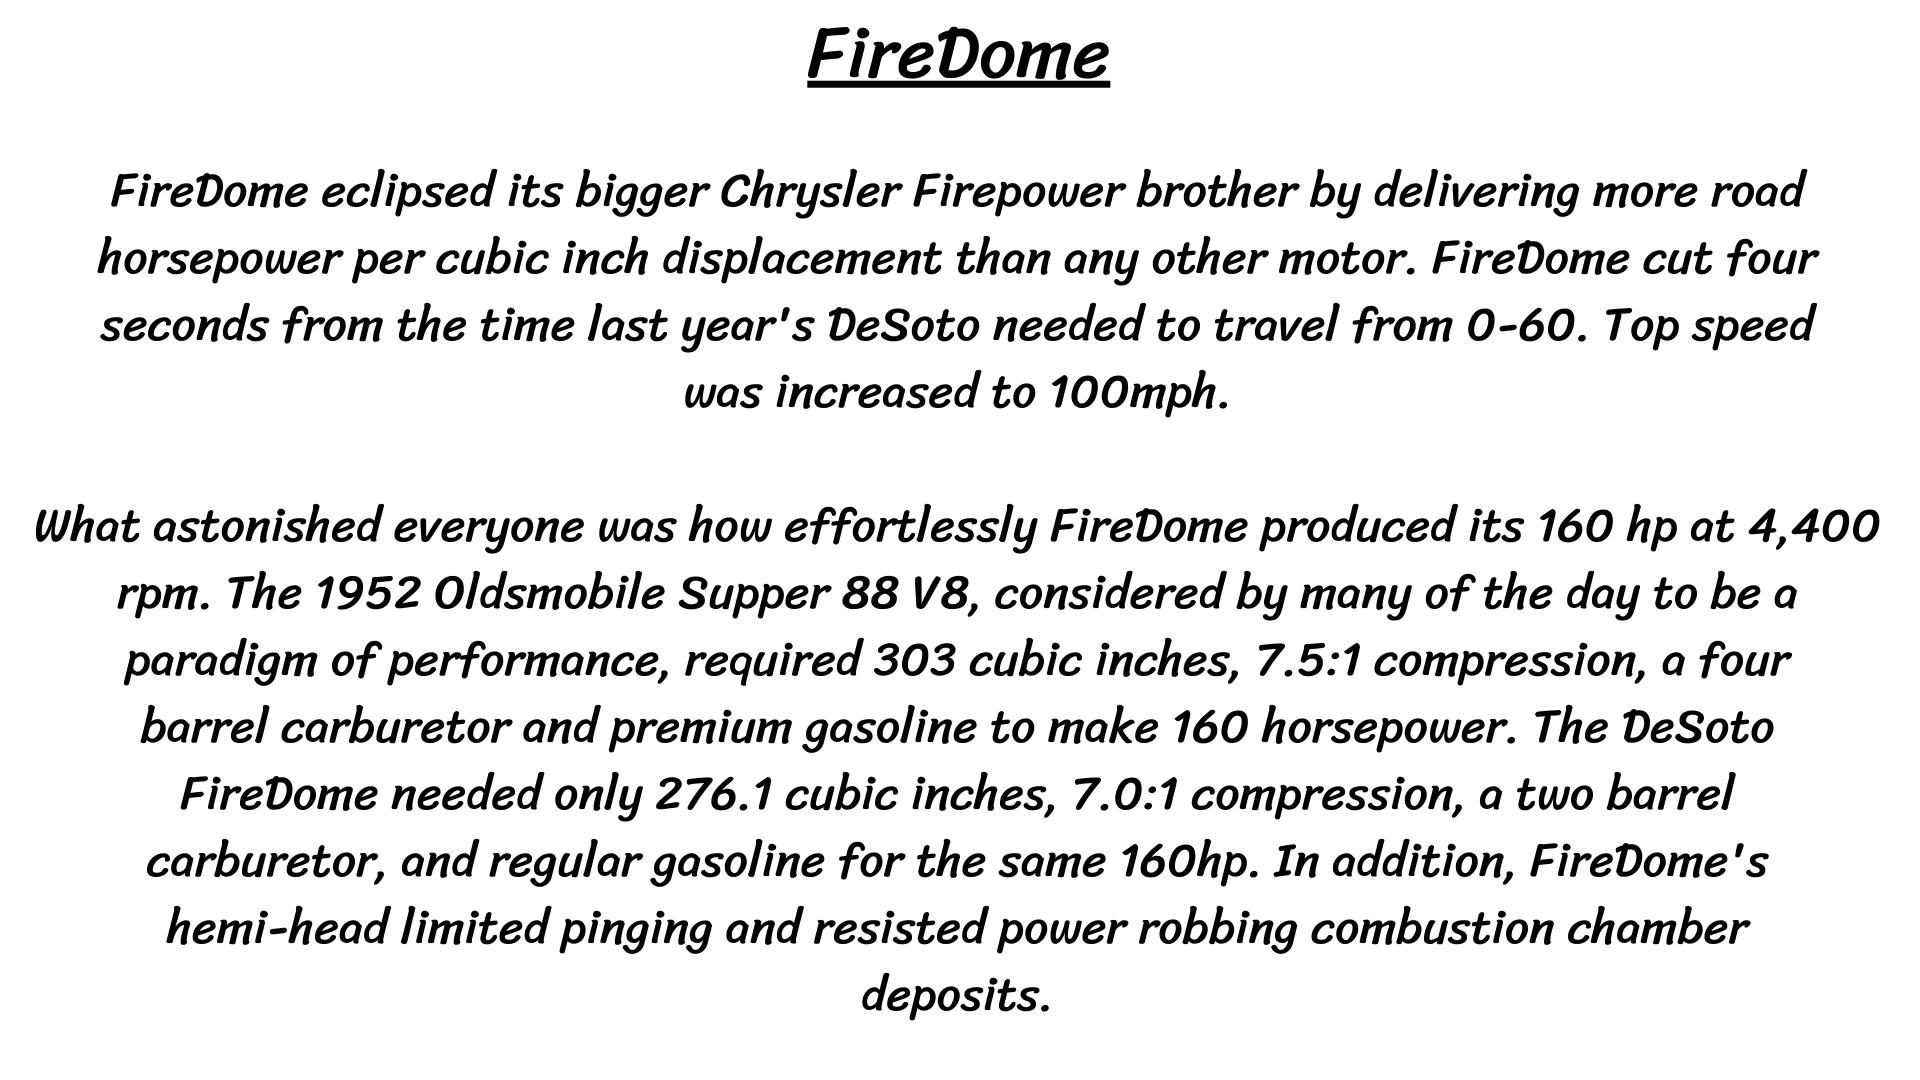 FireDome
FireDome eclipsed its bigger Chrysler Firepower brother by delivering more road
horsepower per cubic inch displacement than any other motor. FireDome cut four
seconds from the time last year's DeSoto needed to travel from 0-60. Top speed
was increased to 100mph.
What astonished everyone was how effortlessly FireDome produced its 160 hp at 4,400
rpm. The 1952 Oldsmobile Supper 88 V8, considered by many of the day to be a
paradigm of performance, required 303 cubic inches, 7.5:1 compression, a four
barrel carburetor and premium gasoline to make 160 horsepower. The DeSoto
FireDome needed only 276.1 cubic inches, 7.0:1 compression, a two barrel
carburetor, and regular gasoline for the same 160hp. In addition, FireDome's
hemi-head limited pinging and resisted power robbing combustion chamber
deposits.